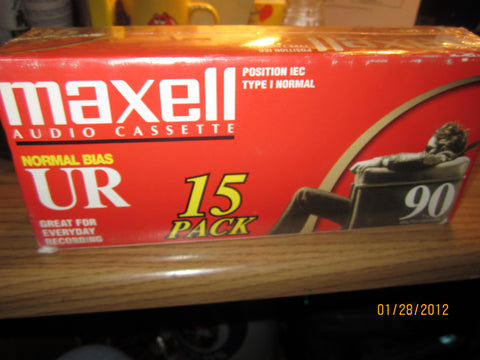 maxell
AUDIO CASSETTE
POSITION IEC
TYPE I NORMAL
NORMAL BIAS
UR
GREAT FOR
EVERYDAY
RECORDING
15
PACK
90
01/28/2012